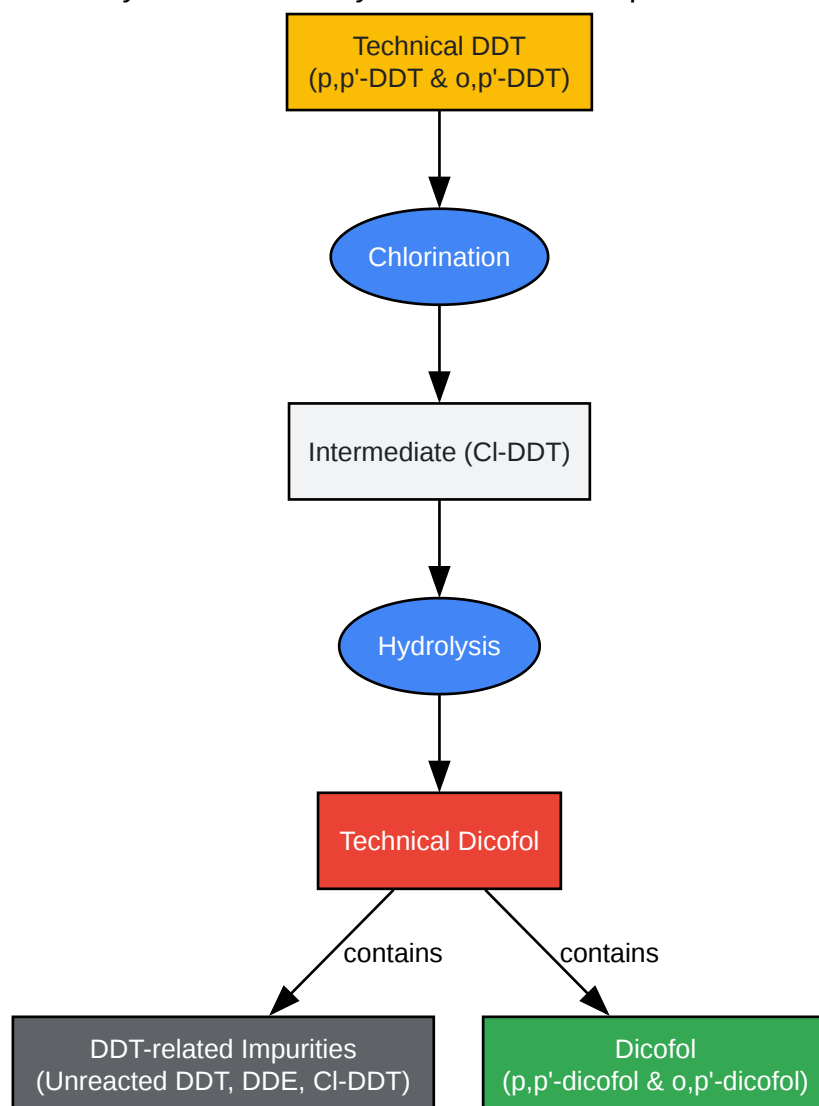 Technical DDT
(p,p'-DDT & o,p'-DDT)
Chlorination
Intermediate (Cl-DDT)
Hydrolysis
Technical Dicofol
contains
contains
DDT-related Impurities
(Unreacted DDT, DDE, Cl-DDT)
Dicofol
(p,p'-dicofol & o,p'-dicofol)